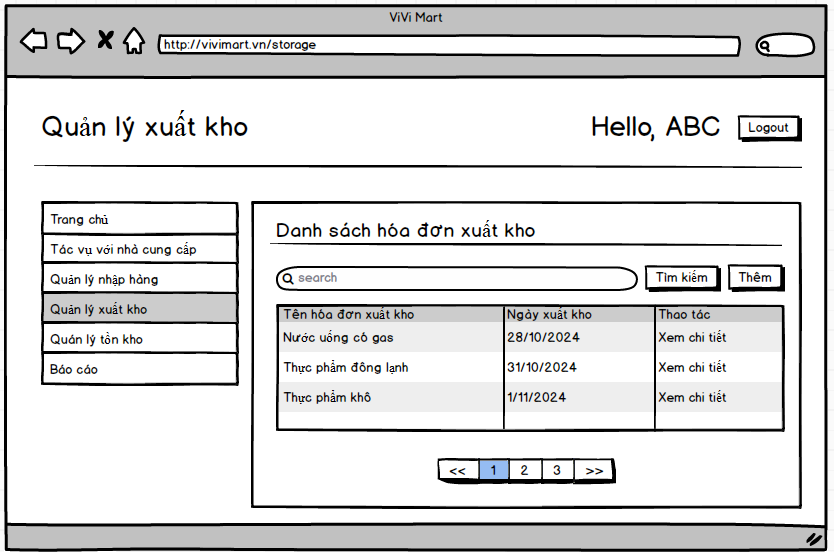 ViVi Mart
http://vivimart.vn/storage
Quản lý xuất kho
Hello, ABC
Logout
Trang chủ
Tác vụ với nhà cung cấp
Quản lý nhập hàng
Quản lý xuất kho
Quản lý tồn kho
Báo cáo
Danh sách hóa đơn xuất kho
search
Tìm kiếm
Thêm
Tên hóa đơn xuất kho Ngày xuất kho Thao tác
Nước uống có gas 28/10/2024 Xem chi tiết
Thực phẩm đông lạnh 31/10/2024 Xem chi tiết
Thực phẩm khô 1/11/2024 Xem chi tiết
<< 1 2 3 >>